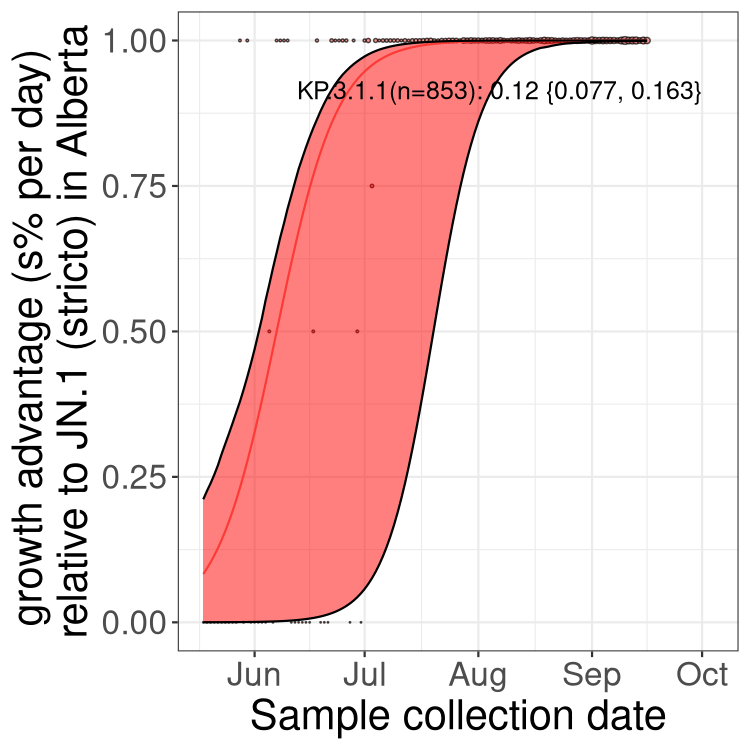 growth advantage (s% per day)
relative to JN.1 (stricto) in Alberta
1.00
0.75
0.50
0.25
0.00
KP.3.1.1(n=853): 0.12 {0.077, 0.163}
Jun Jul Aug Sep Oct
Sample collection date